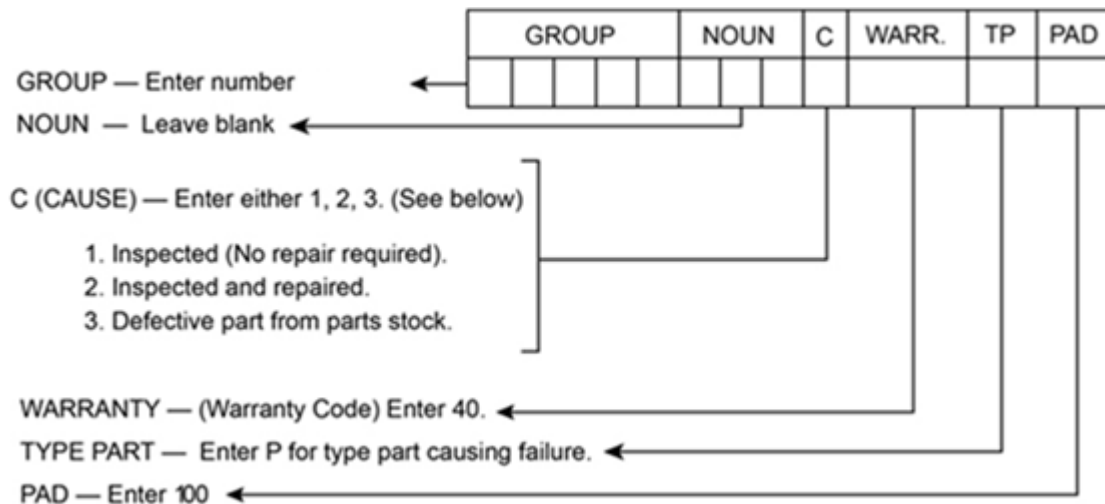 GROUP NOUN C WARR. TP PAD
GROUP — Enter number
NOUN — Leave blank
C (CAUSE) — Enter either 1, 2, 3. (See below)
1. Inspected (No repair required).
2. Inspected and repaired.
3. Defective part from parts stock.
WARRANTY — (Warranty Code) Enter 40.
TYPE PART — Enter P for type part causing failure.
PAD — Enter 100